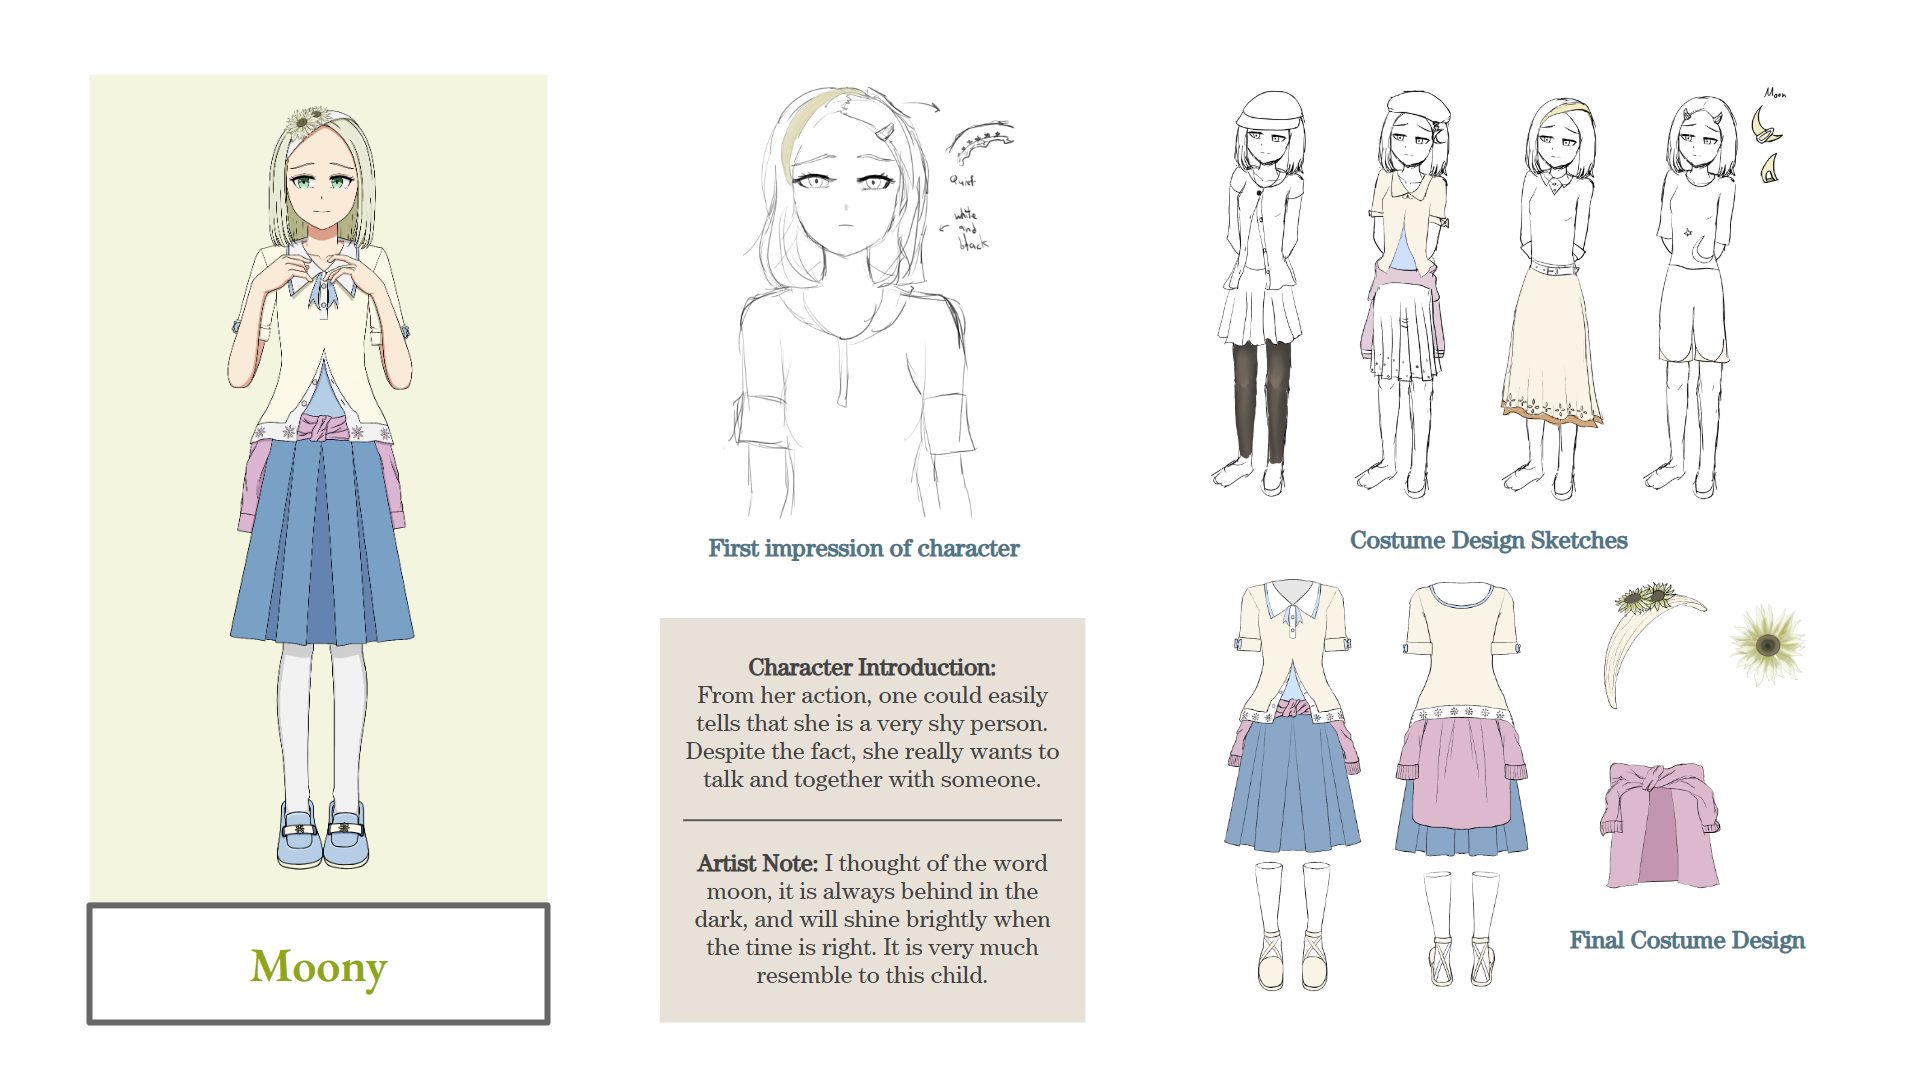 Moony
Quiet
white
and
black
First impression of character
Character Introduction:
From her action, one could easily
tells that she is a very shy person.
Despite the fact, she really wants to
talk and together with someone.
Artist Note: I thought of the word
moon, it is always behind in the
dark, and will shine brightly when
the time is right. It is very much
resemble to this child.
Moon
Costume Design Sketches
Final Costume Design